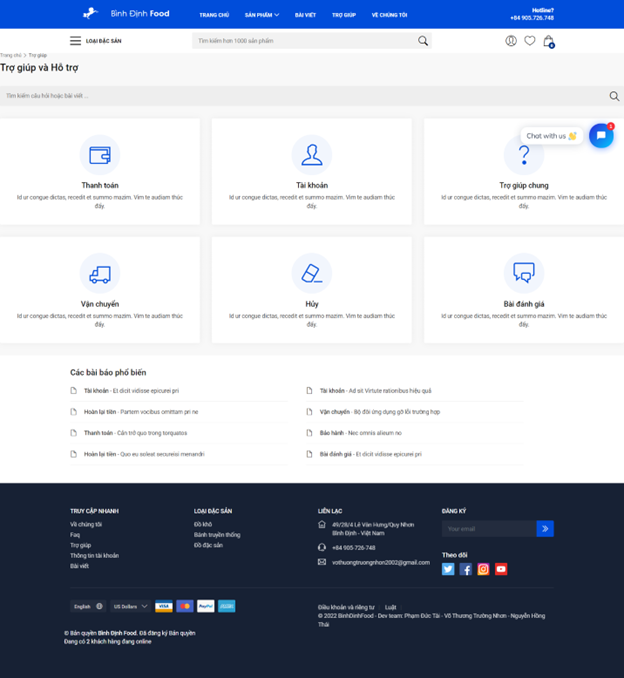 Bình Định Food
TRANG CHỦ
SẢN PHẨM
BÀI VIẾT
TRỢ GIÚP
VỀ CHÚNG TÔI
Hotline?
+84 905.726.748
LOẠI ĐẶC SẢN
Tìm kiếm hơn 1000 sản phẩm
0
Trang chủ > Trợ giúp
Trợ giúp và Hỗ trợ
Tìm kiếm câu hỏi hoặc bài viết ...
Chat with us 👋
1
Thanh toán
Id ur congue dictas, recedit et summo mazim. Vim te audiam thúc
đẩy.
Tài khoản
Id ur congue dictas, recedit et summo mazim. Vim te audiam thúc
đẩy.
Trợ giúp chung
Id ur congue dictas, recedit et summo mazim. Vim te audiam thúc
đẩy.
Vận chuyển
Id ur congue dictas, recedit et summo mazim. Vim te audiam thúc
đẩy.
Hủy
Id ur congue dictas, recedit et summo mazim. Vim te audiam thúc
đẩy.
Bài đánh giá
Id ur congue dictas, recedit et summo mazim. Vim te audiam thúc
đẩy.
Các bài báo phổ biến
Tài khoản - Et dicit vidisse epicurei pri
Tài khoản - Ad sit Virtute rationibus hiệu quả
Hoàn lại tiền - Partem vocibus omittam pri ne
Vận chuyển - Bộ đôi ứng dụng gỡ lỗi trường hợp
Thanh toán - Cản trở quo trong torquatos
Bảo hành - Nec omnis alieum no
Hoàn lại tiền - Quo eu soleat secureisi menandri
Bài đánh giá - Et dicit vidisse epicurei pri
TRUY CẬP NHANH
Về chúng tôi
Faq
Trợ giúp
Thông tin tài khoản
Bài viết
LOẠI ĐẶC SẢN
Đồ khô
Bánh truyền thống
Đồ đặc sản
LIÊN LẠC
49/28/4 Lê Văn Hưng/Quy Nhơn
Bình Định - Việt Nam
+84 905-726-748
vothuongtruongnhon2002@gmail.com
ĐĂNG KÝ
Your email
Theo dõi
English
US Dollars
VISA
PayPal
Điều khoản và riêng tư
Luật
© 2022 BinhDinhFood - Dev team: Phạm Đức Tài - Võ Thương Trường Nhơn - Nguyễn Hồng
Thái
© Bản quyền Bình Định Food. Đã đăng ký Bản quyền
Đang có 2 khách hàng đang online